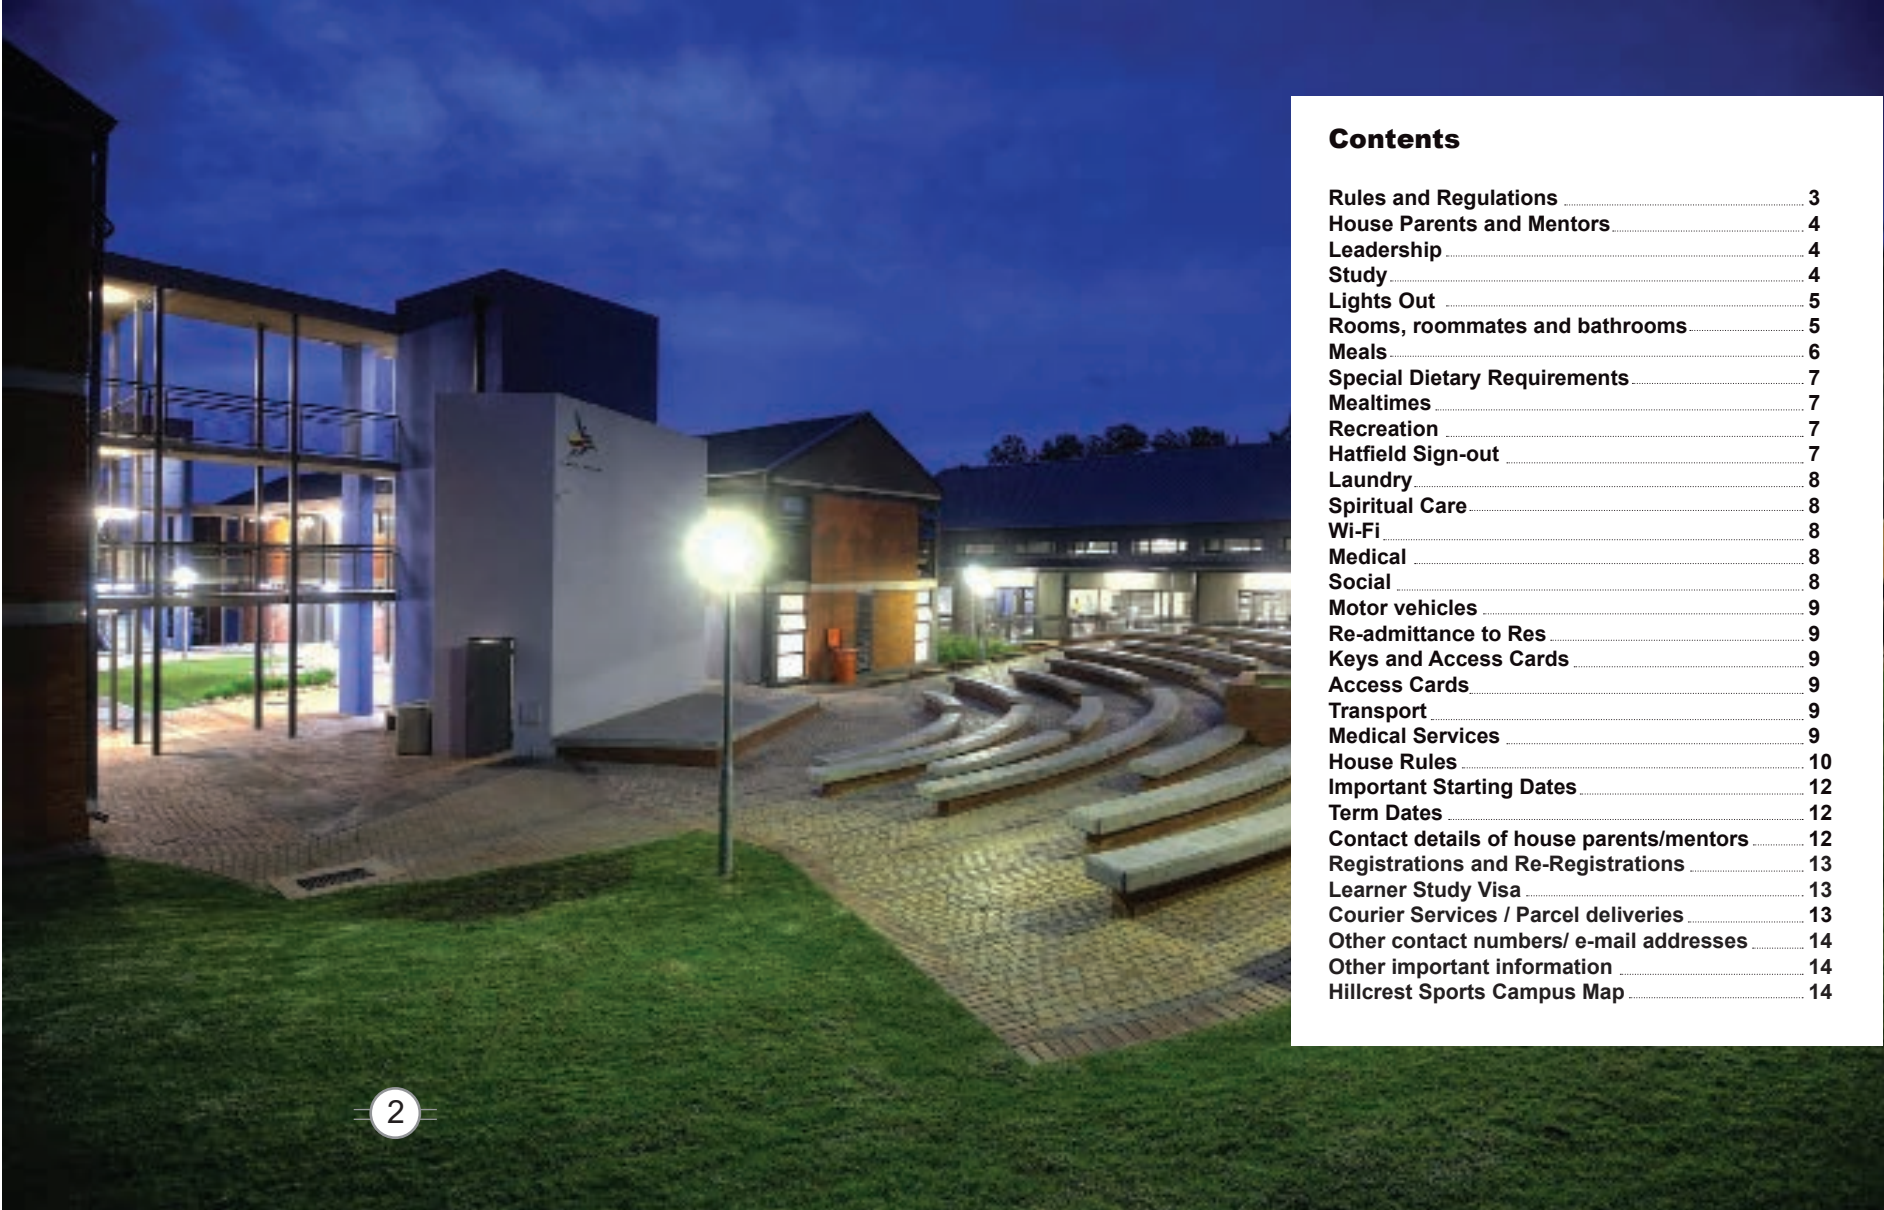 Contents
Rules and Regulations 3
House Parents and Mentors 4
Leadership 4
Study 4
Lights Out 5
Rooms, roommates and bathrooms 5
Meals 6
Special Dietary Requirements 7
Mealtimes 7
Recreation 7
Hatfield Sign-out 7
Laundry 8
Spiritual Care 8
Wi-Fi 8
Medical 8
Social 8
Motor vehicles 9
Re-admittance to Res 9
Keys and Access Cards 9
Access Cards 9
Transport 9
Medical Services 9
House Rules 10
Important Starting Dates 12
Term Dates 12
Contact details of house parents/mentors 12
Registrations and Re-Registrations 13
Learner Study Visa 13
Courier Services / Parcel deliveries 13
Other contact numbers/ e-mail addresses 14
Other important information 14
Hillcrest Sports Campus Map 14
2